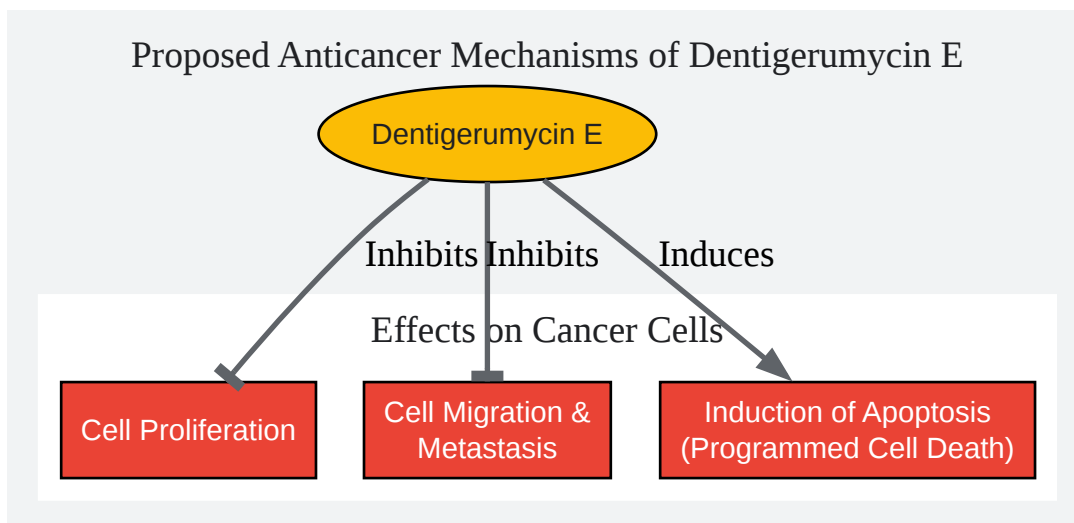 Proposed Anticancer Mechanisms of Dentigerumycin E
Dentigerumycin E
Inhibits
Inhibits
Induces
Effects on Cancer Cells
Cell Proliferation
Cell Migration &
Metastasis
Induction of Apoptosis
(Programmed Cell Death)